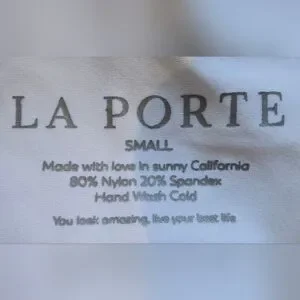 LA PORTE
SMALL
Made with love in sunny California
80% Nylon 20% Spandex
Hand Wash Cold
You look amazing, live your best life